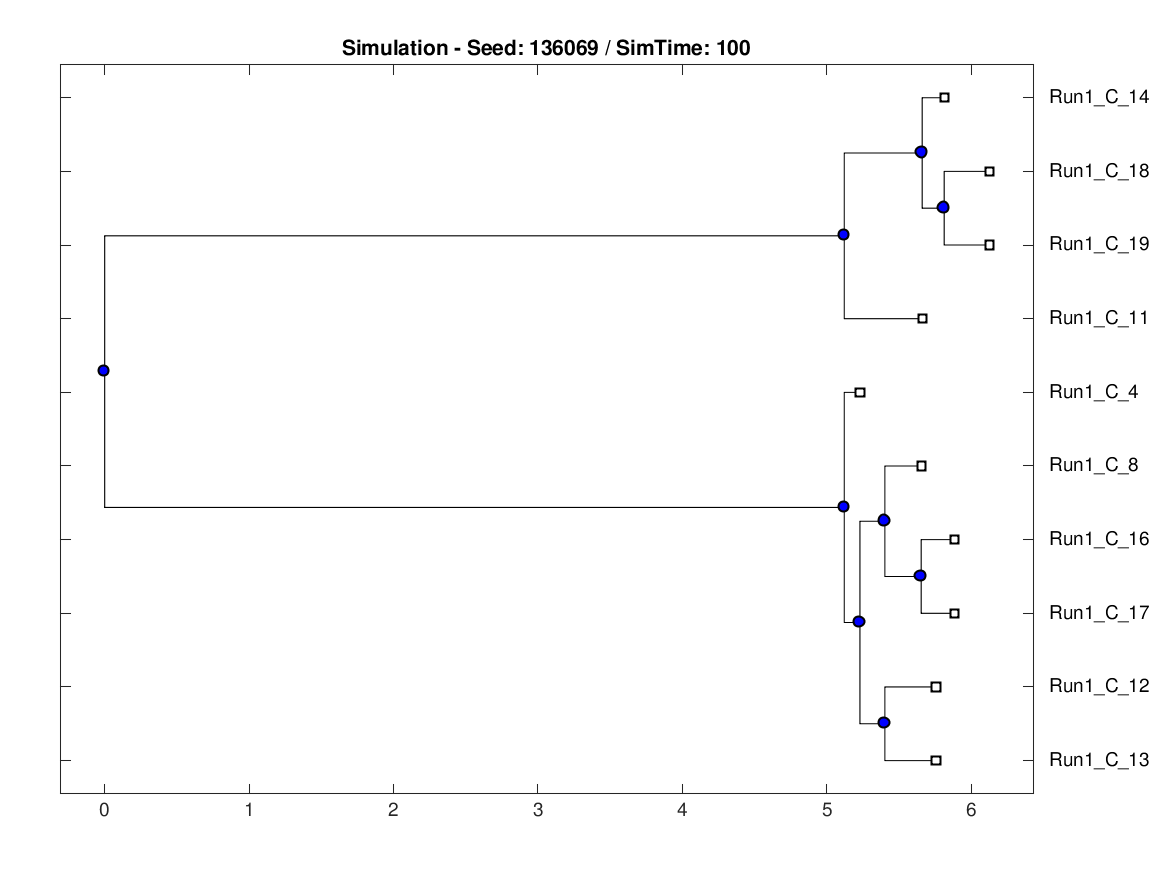 Simulation - Seed: 136069 / SimTime: 100
Run1_C_14
Run1_C_18
Run1_C_19
Run1_C_11
Run1_C_4
Run1_C_8
Run1_C_16
Run1_C_17
Run1_C_12
Run1_C_13
0 1 2 3 4 5 6